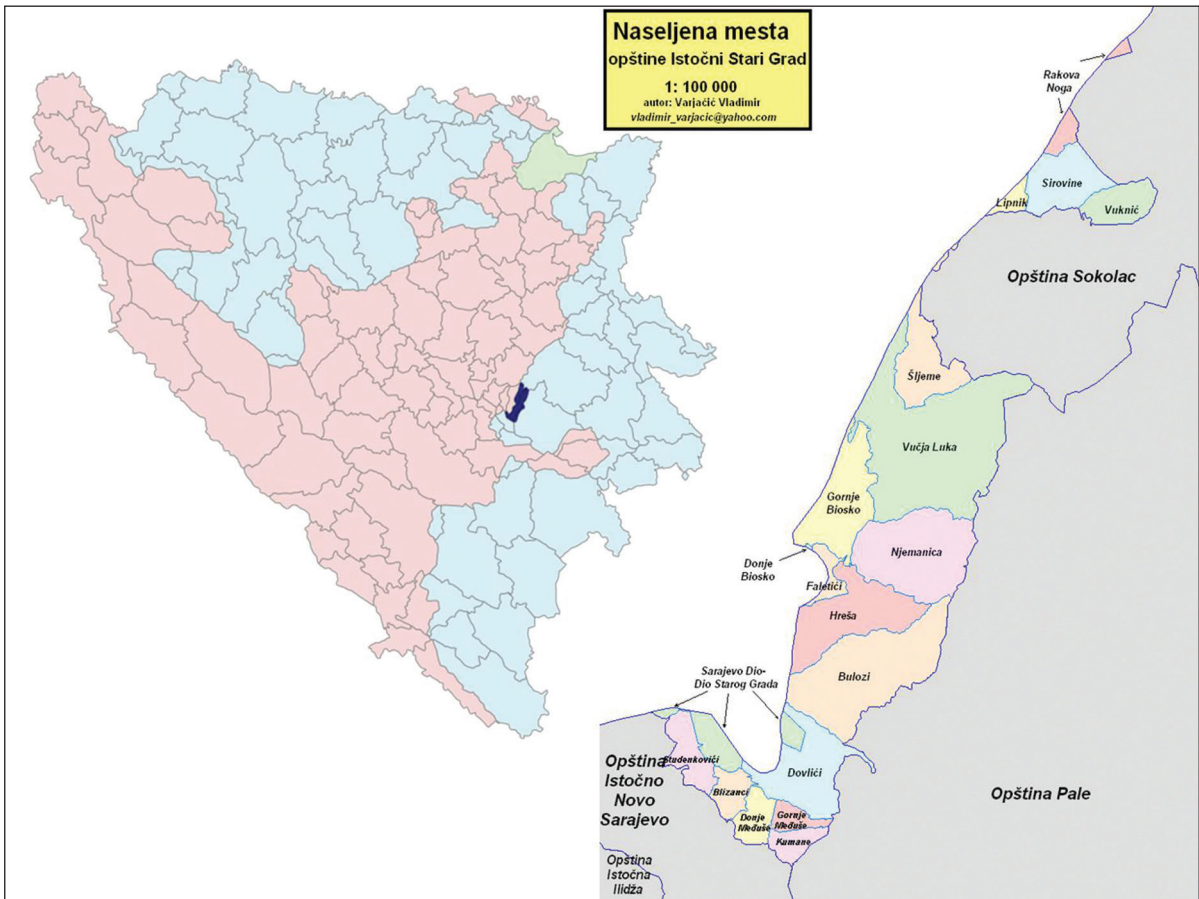 Naseljena mesta
opštine Istočni Stari Grad
1: 100 000
autor: Varjačić Vladimir
vladimir_varjacic@yahoo.com
Rakova
Noga
Sirovine
Lipnik
Vuknić
Opština Sokolac
Šljeme
Vučja Luka
Gornje
Biosko
Njemanica
Donje
Biosko
Faletići
Hreša
Bulozi
Sarajevo Dio-
Dio Starog Grada
Opština
Istočno
Novo
Sarajevo
Studenkovići
Dovlići
Blizanci
Donje
Međuše
Gornje
Međuše
Kumane
Opština Pale
Opština
Istočna
Ilidža